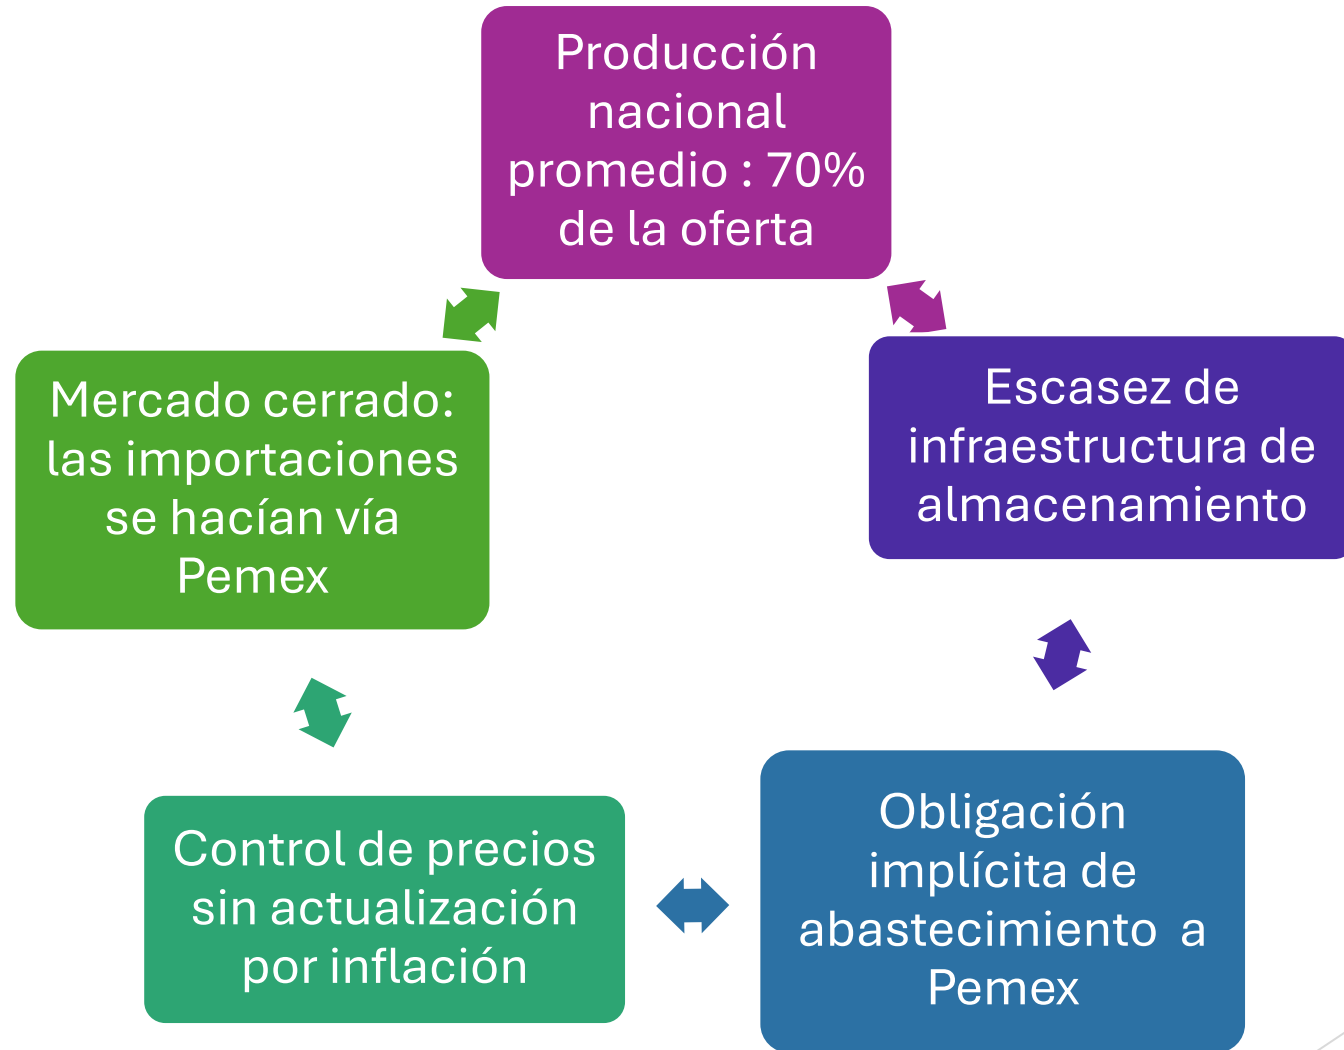 Producción
nacional
promedio : 70%
de la oferta
Mercado cerrado:
las importaciones
se hacían vía
Pemex
Escasez de
infraestructura de
almacenamiento
Control de precios
sin actualización
por inflación
Obligación
implícita de
abastecimiento  a
Pemex